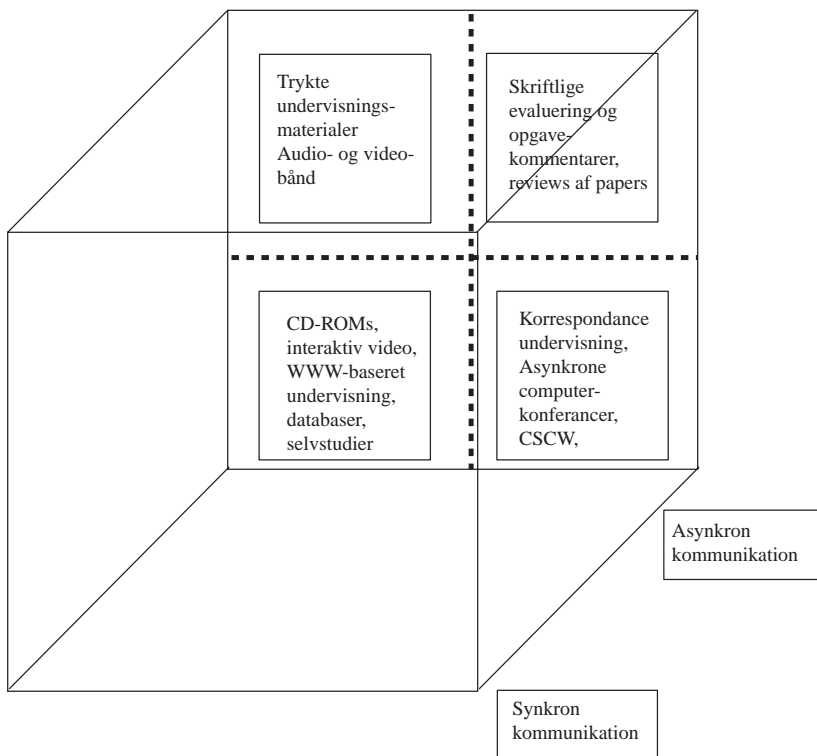 Trykte
undervisnings-
materialer
Audio- og video-
bånd
Skriftlige
evaluering og
opgave-
kommentarer,
reviews af papers
CD-ROMs,
interaktiv video,
WWW-baseret
undervisning,
databaser,
selvstudier
Korrespondance
undervisning,
Asynkrone
computer-
konferancer,
CSCW,
Asynkron
kommunikation
Synkron
kommunikation